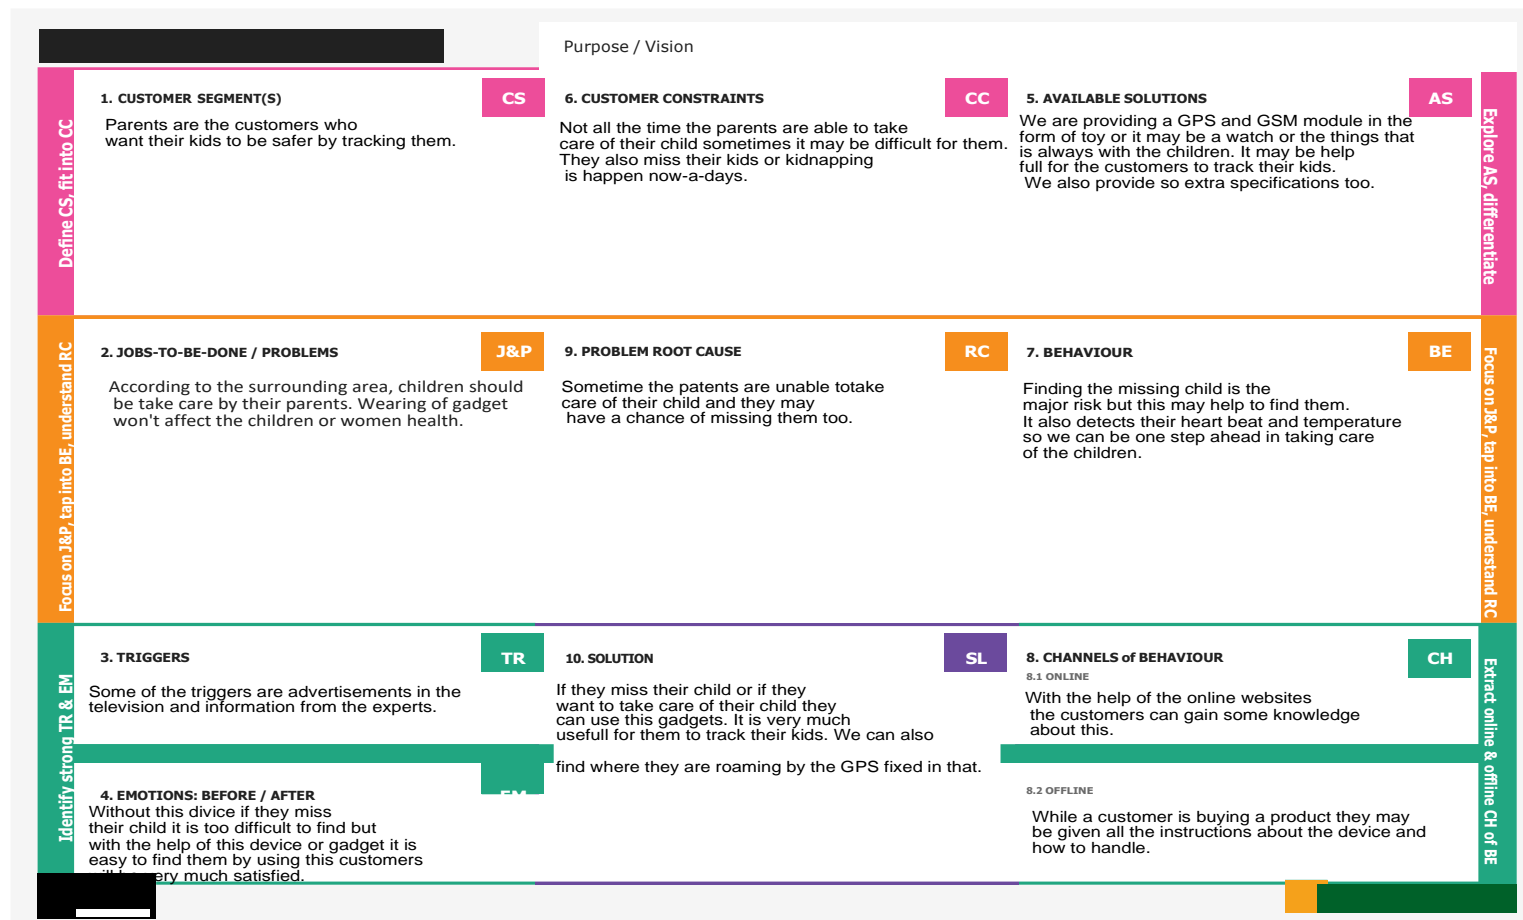 Purpose / Vision
Define CS, fit into CC
1. CUSTOMER SEGMENT(S)
CS
Parents are the customers who
want their kids to be safer by tracking them.
6. CUSTOMER CONSTRAINTS
CC
Not all the time the parents are able to take
care of their child sometimes it may be difficult for them.
They also miss their kids or kidnapping
is happen now-a-days.
5. AVAILABLE SOLUTIONS
AS
We are providing a GPS and GSM module in the
form of toy or it may be a watch or the things that
is always with the children. It may be help
full for the customers to track their kids.
We also provide so extra specifications too.
Explore AS, differentiate
Focus on J&P, tap into BE, understand RC
2. JOBS-TO-BE-DONE / PROBLEMS
J&P
According to the surrounding area, children should
be take care by their parents. Wearing of gadget
won't affect the children or women health.
9. PROBLEM ROOT CAUSE
RC
Sometime the patents are unable totake
care of their child and they may
have a chance of missing them too.
7. BEHAVIOUR
BE
Finding the missing child is the
major risk but this may help to find them.
It also detects their heart beat and temperature
so we can be one step ahead in taking care
of the children.
Focus on J&P, tap into BE, understand RC
Identify strong TR & EM
3. TRIGGERS
TR
Some of the triggers are advertisements in the
television and information from the experts.
4. EMOTIONS: BEFORE / AFTER
EM
Without this divice if they miss
their child it is too difficult to find but
with the help of this device or gadget it is
easy to find them by using this customers
very much satisfied.
10. SOLUTION
SL
If they miss their child or if they
want to take care of their child they
can use this gadgets. It is very much
usefull for them to track their kids. We can also
find where they are roaming by the GPS fixed in that.
8. CHANNELS of BEHAVIOUR
CH
8.1 ONLINE
With the help of the online websites
the customers can gain some knowledge
about this.
8.2 OFFLINE
While a customer is buying a product they may
be given all the instructions about the device and
how to handle.
Extract online & offline CH of BE